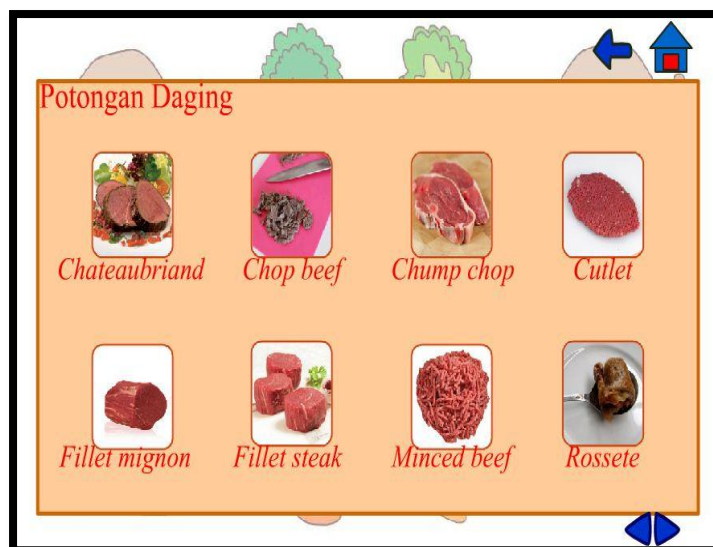 Potongan Daging
Chateaubriand Chop beef Chump chop Cutlet
Fillet mignon Fillet steak Minced beef Rossete